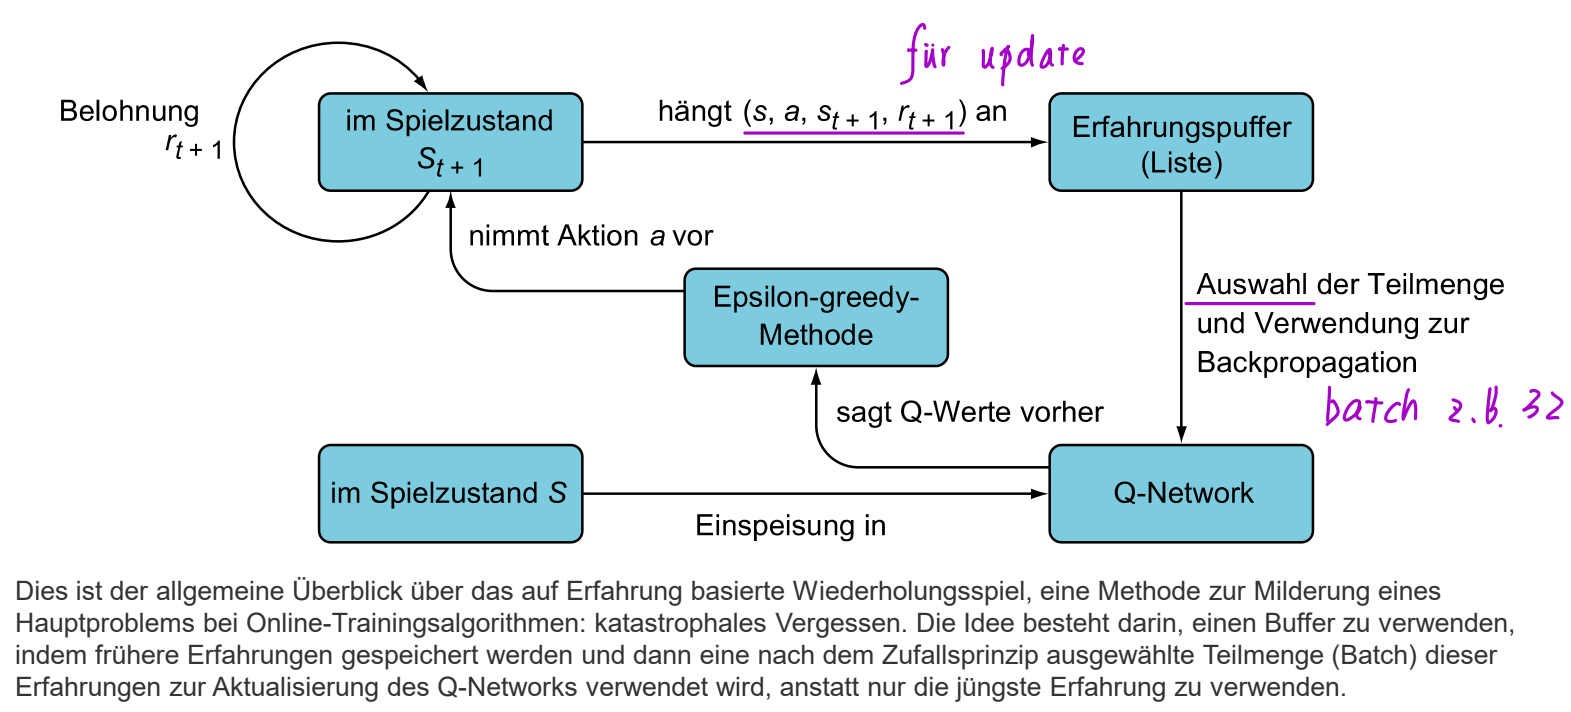 für update
Belohnung
r_{t + 1}
im Spielzustand
S_{t + 1}
hängt (s, a, s_{t + 1}, r_{t + 1}) an
Erfahrungspuffer
(Liste)
nimmt Aktion a vor
Epsilon-greedy-
Methode
Auswahl der Teilmenge
und Verwendung zur
Backpropagation
batch z.b. 32
sagt Q-Werte vorher
im Spielzustand S
Einspeisung in
Q-Network
Dies ist der allgemeine Überblick über das auf Erfahrung basierte Wiederholungsspiel, eine Methode zur Milderung eines
Hauptproblems bei Online-Trainingsalgorithmen: katastrophales Vergessen. Die Idee besteht darin, einen Buffer zu verwenden,
indem frühere Erfahrungen gespeichert werden und dann eine nach dem Zufallsprinzip ausgewählte Teilmenge (Batch) dieser
Erfahrungen zur Aktualisierung des Q-Networks verwendet wird, anstatt nur die jüngste Erfahrung zu verwenden.